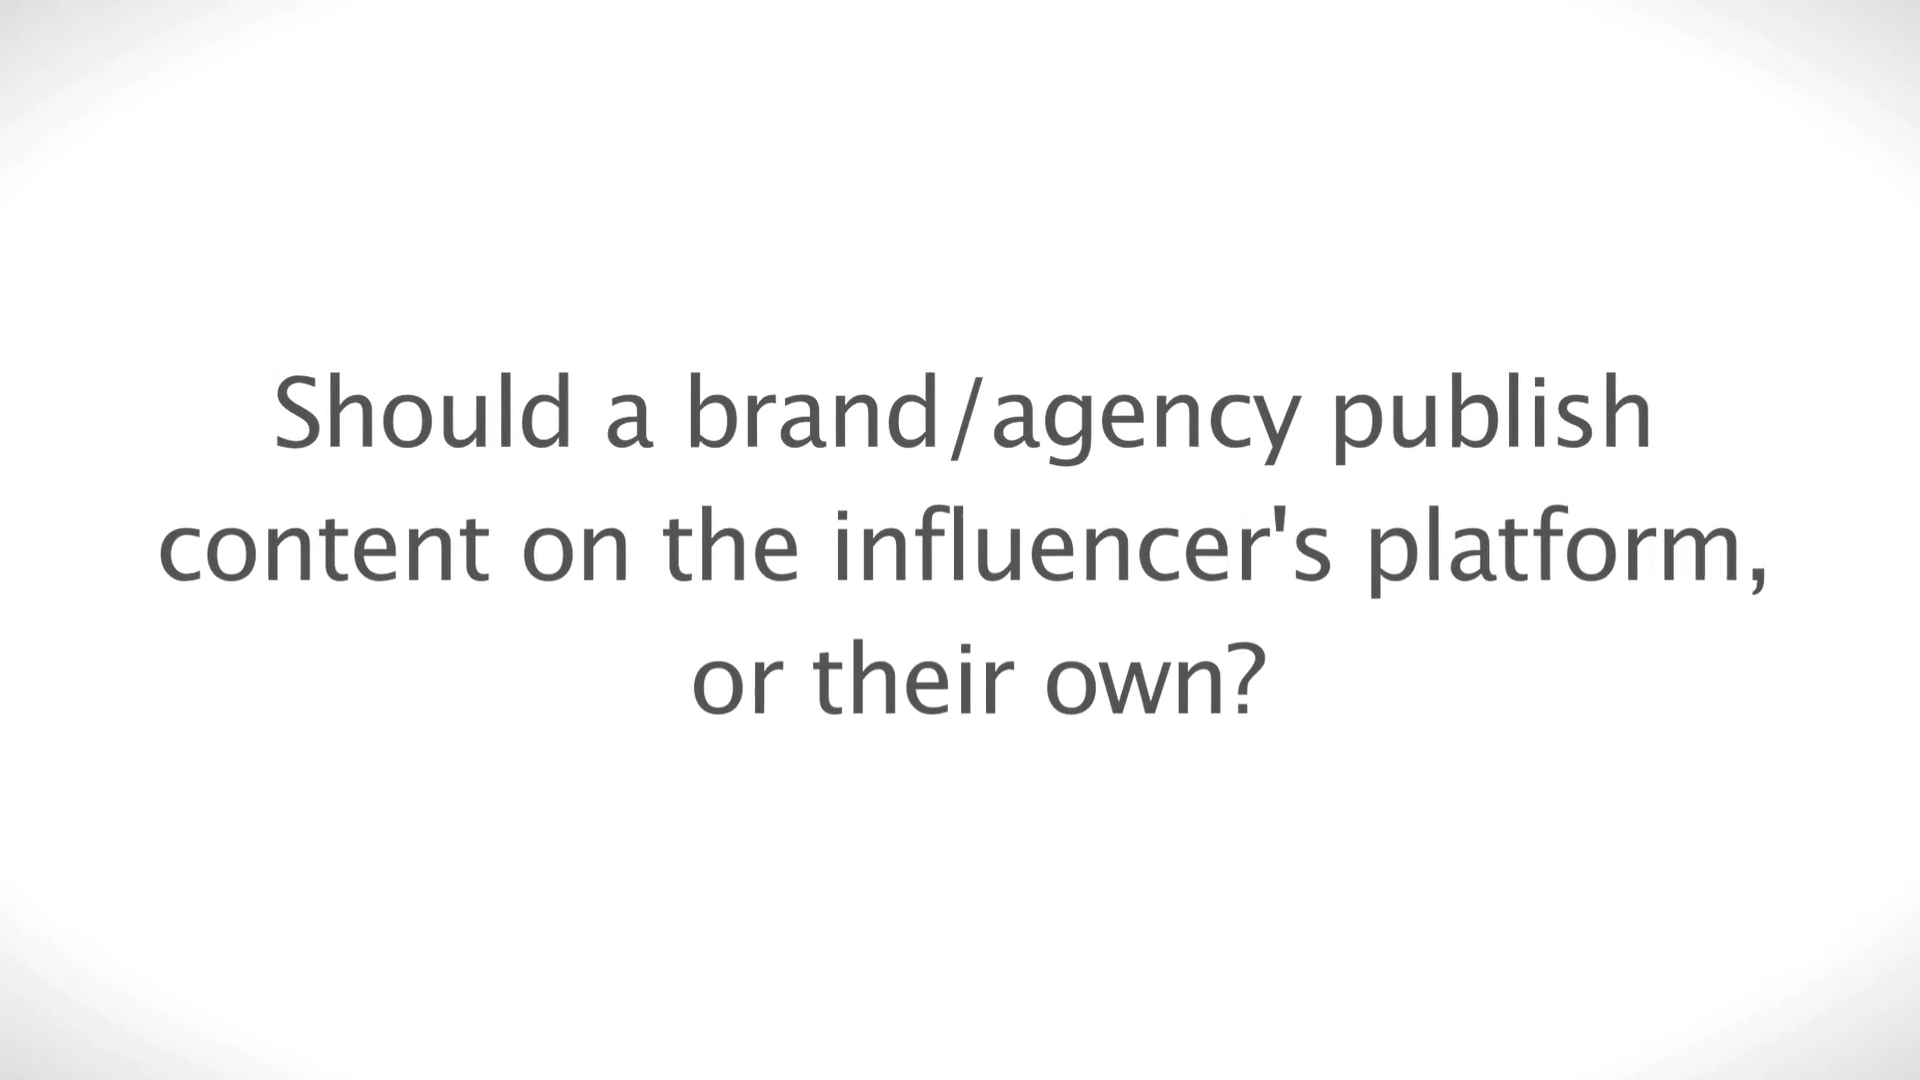 Should a brand/agency publish
content on the influencer's platform,
or their own?